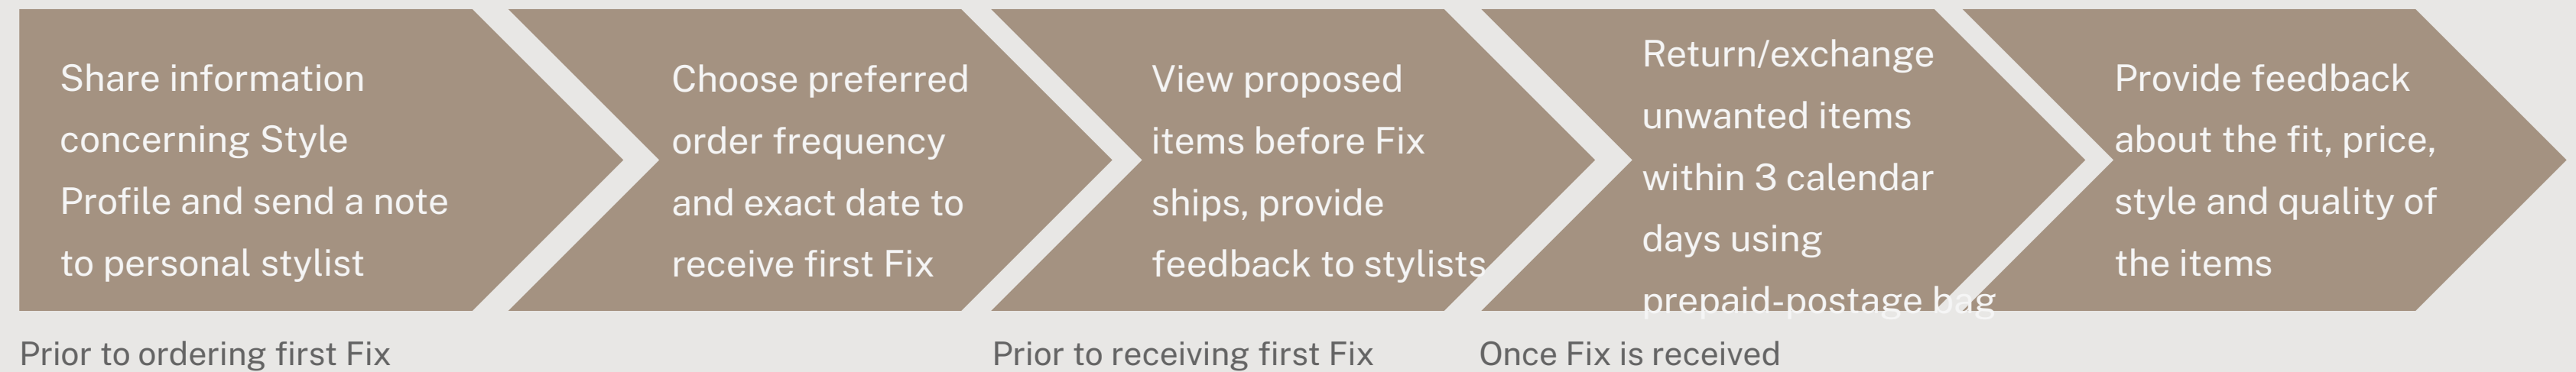 Share information
concerning Style
Profile and send a note
to personal stylist
Choose preferred
order frequency
and exact date to
receive first Fix
View proposed
items before Fix
ships, provide
feedback to stylists
Return/exchange
unwanted items
within 3 calendar
days using
prepaid-postage bag
Provide feedback
about the fit, price,
style and quality of
the items
Prior to ordering first Fix
Prior to receiving first Fix
Once Fix is received